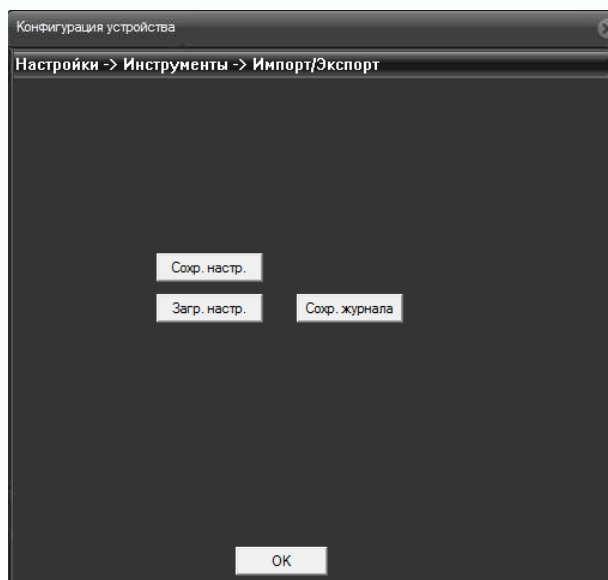 Конфигурация устройства
Настройки -> Инструменты -> Импорт/Экспорт
Сохр. настр.
Загр. настр. Сохр. журнала
OK